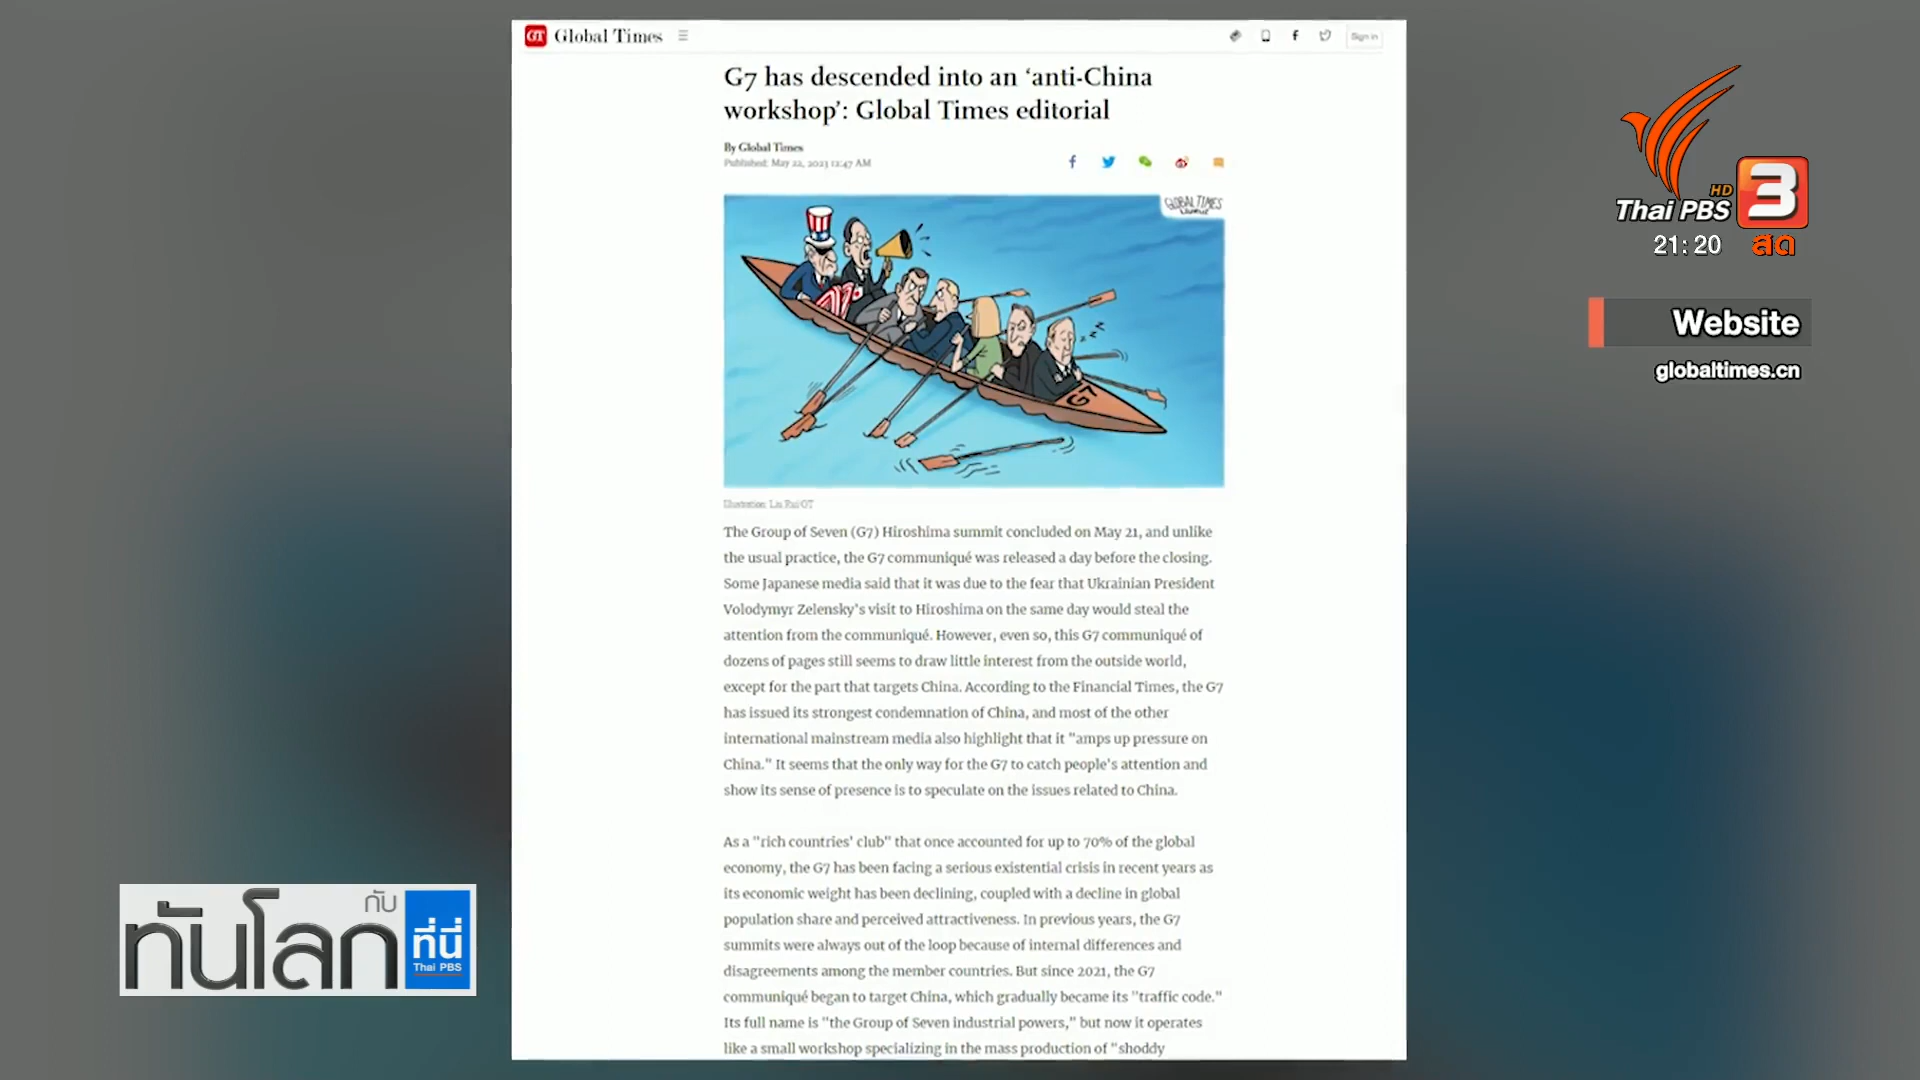 GT Global Times
Sign in
G7 has descended into an ‘anti-China
workshop’: Global Times editorial
By Global Times
Published: May 22, 2023 12:47 AM
GLOBAL TIMES
G7
Illustration: Liu Rui/GT
The Group of Seven (G7) Hiroshima summit concluded on May 21, and unlike
the usual practice, the G7 communiqué was released a day before the closing.
Some Japanese media said that it was due to the fear that Ukrainian President
Volodymyr Zelensky's visit to Hiroshima on the same day would steal the
attention from the communiqué. However, even so, this G7 communiqué of
dozens of pages still seems to draw little interest from the outside world,
except for the part that targets China. According to the Financial Times, the G7
has issued its strongest condemnation of China, and most of the other
international mainstream media also highlight that it "amps up pressure on
China." It seems that the only way for the G7 to catch people's attention and
show its sense of presence is to speculate on the issues related to China.
As a "rich countries' club" that once accounted for up to 70% of the global
economy, the G7 has been facing a serious existential crisis in recent years as
its economic weight has been declining, coupled with a decline in global
population share and perceived attractiveness. In previous years, the G7
summits were always out of the loop because of internal differences and
disagreements among the member countries. But since 2021, the G7
communiqué began to target China, which gradually became its "traffic code."
Its full name is "the Group of Seven industrial powers," but now it operates
like a small workshop specializing in the mass production of "shoddy
HD
Thai PBS 3
21:20 สด
Website
globaltimes.cn
ทันโลก กับ ที่นี่
Thai PBS